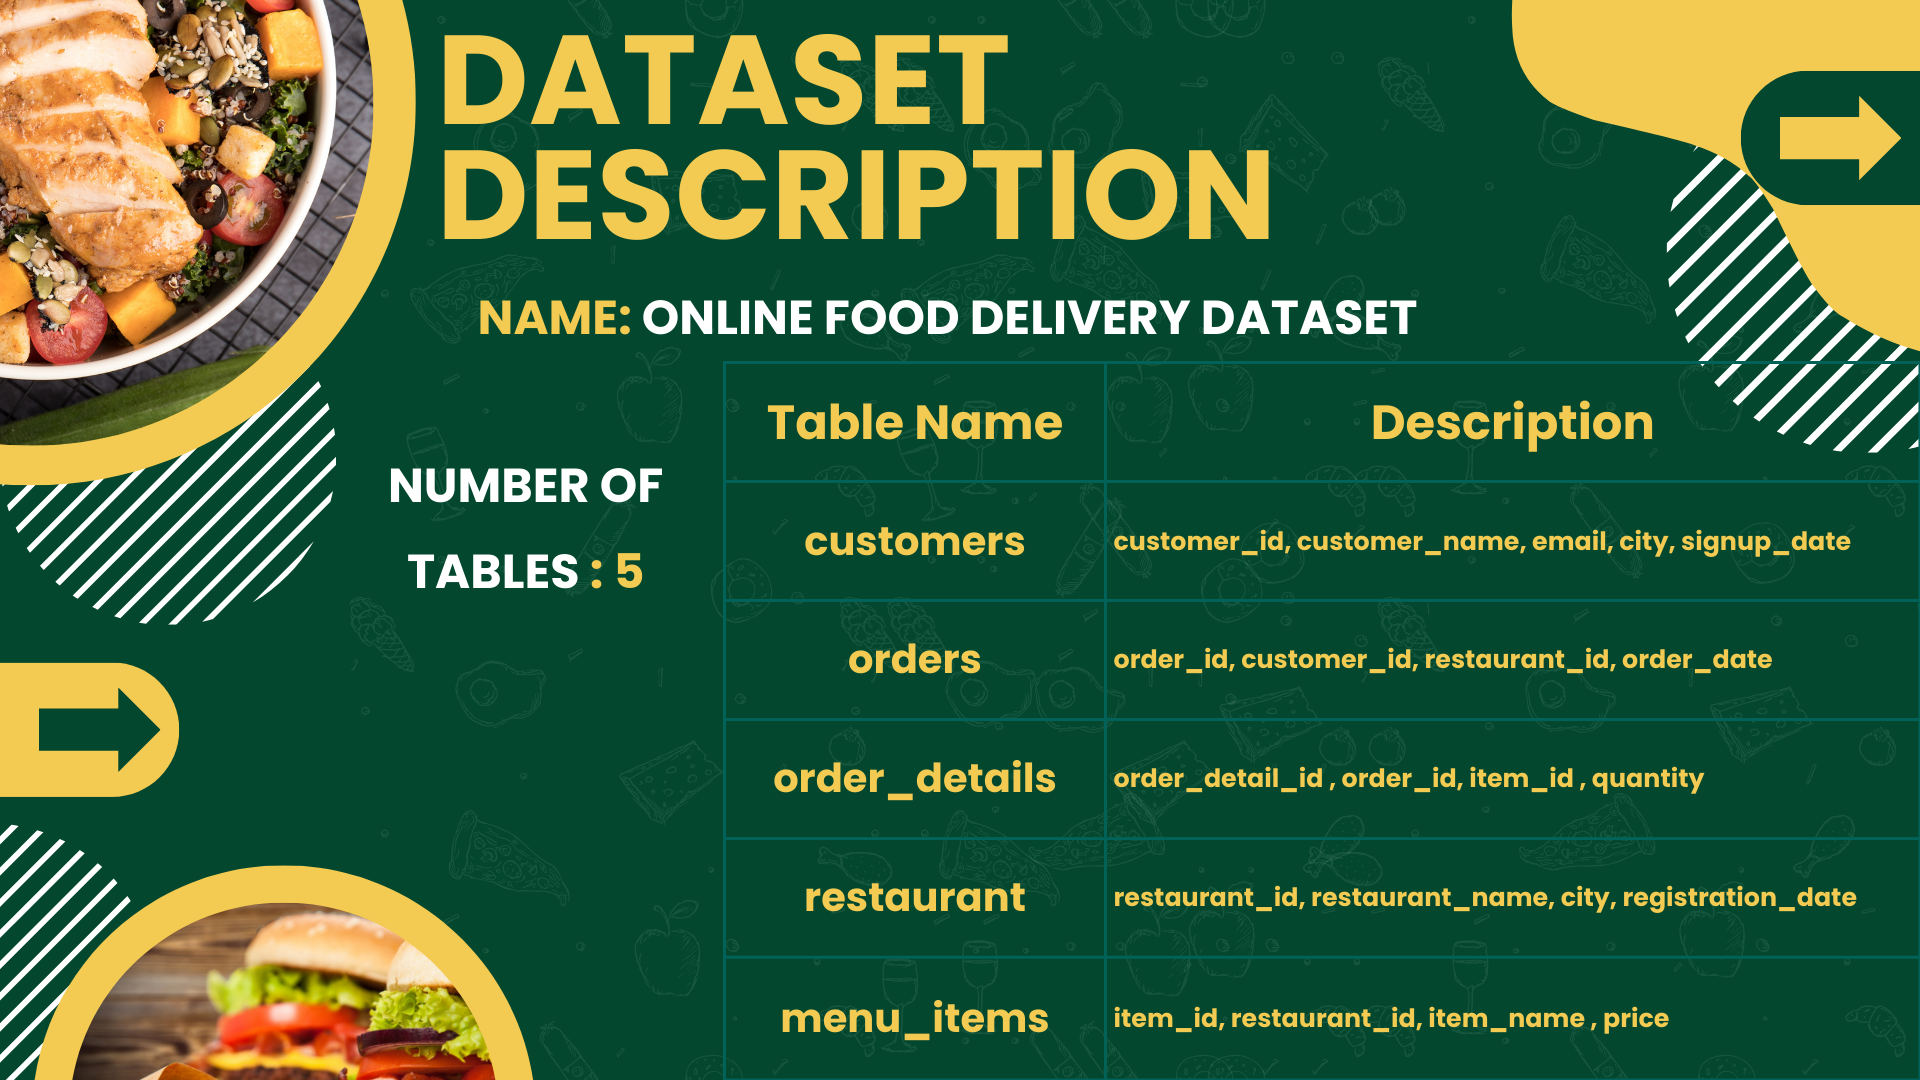 DATASET
DESCRIPTION
NAME: ONLINE FOOD DELIVERY DATASET
NUMBER OF
TABLES : 5
Table Name Description
customers customer_id, customer_name, email, city, signup_date
orders order_id, customer_id, restaurant_id, order_date
order_details order_detail_id , order_id, item_id , quantity
restaurant restaurant_id, restaurant_name, city, registration_date
menu_items item_id, restaurant_id, item_name , price